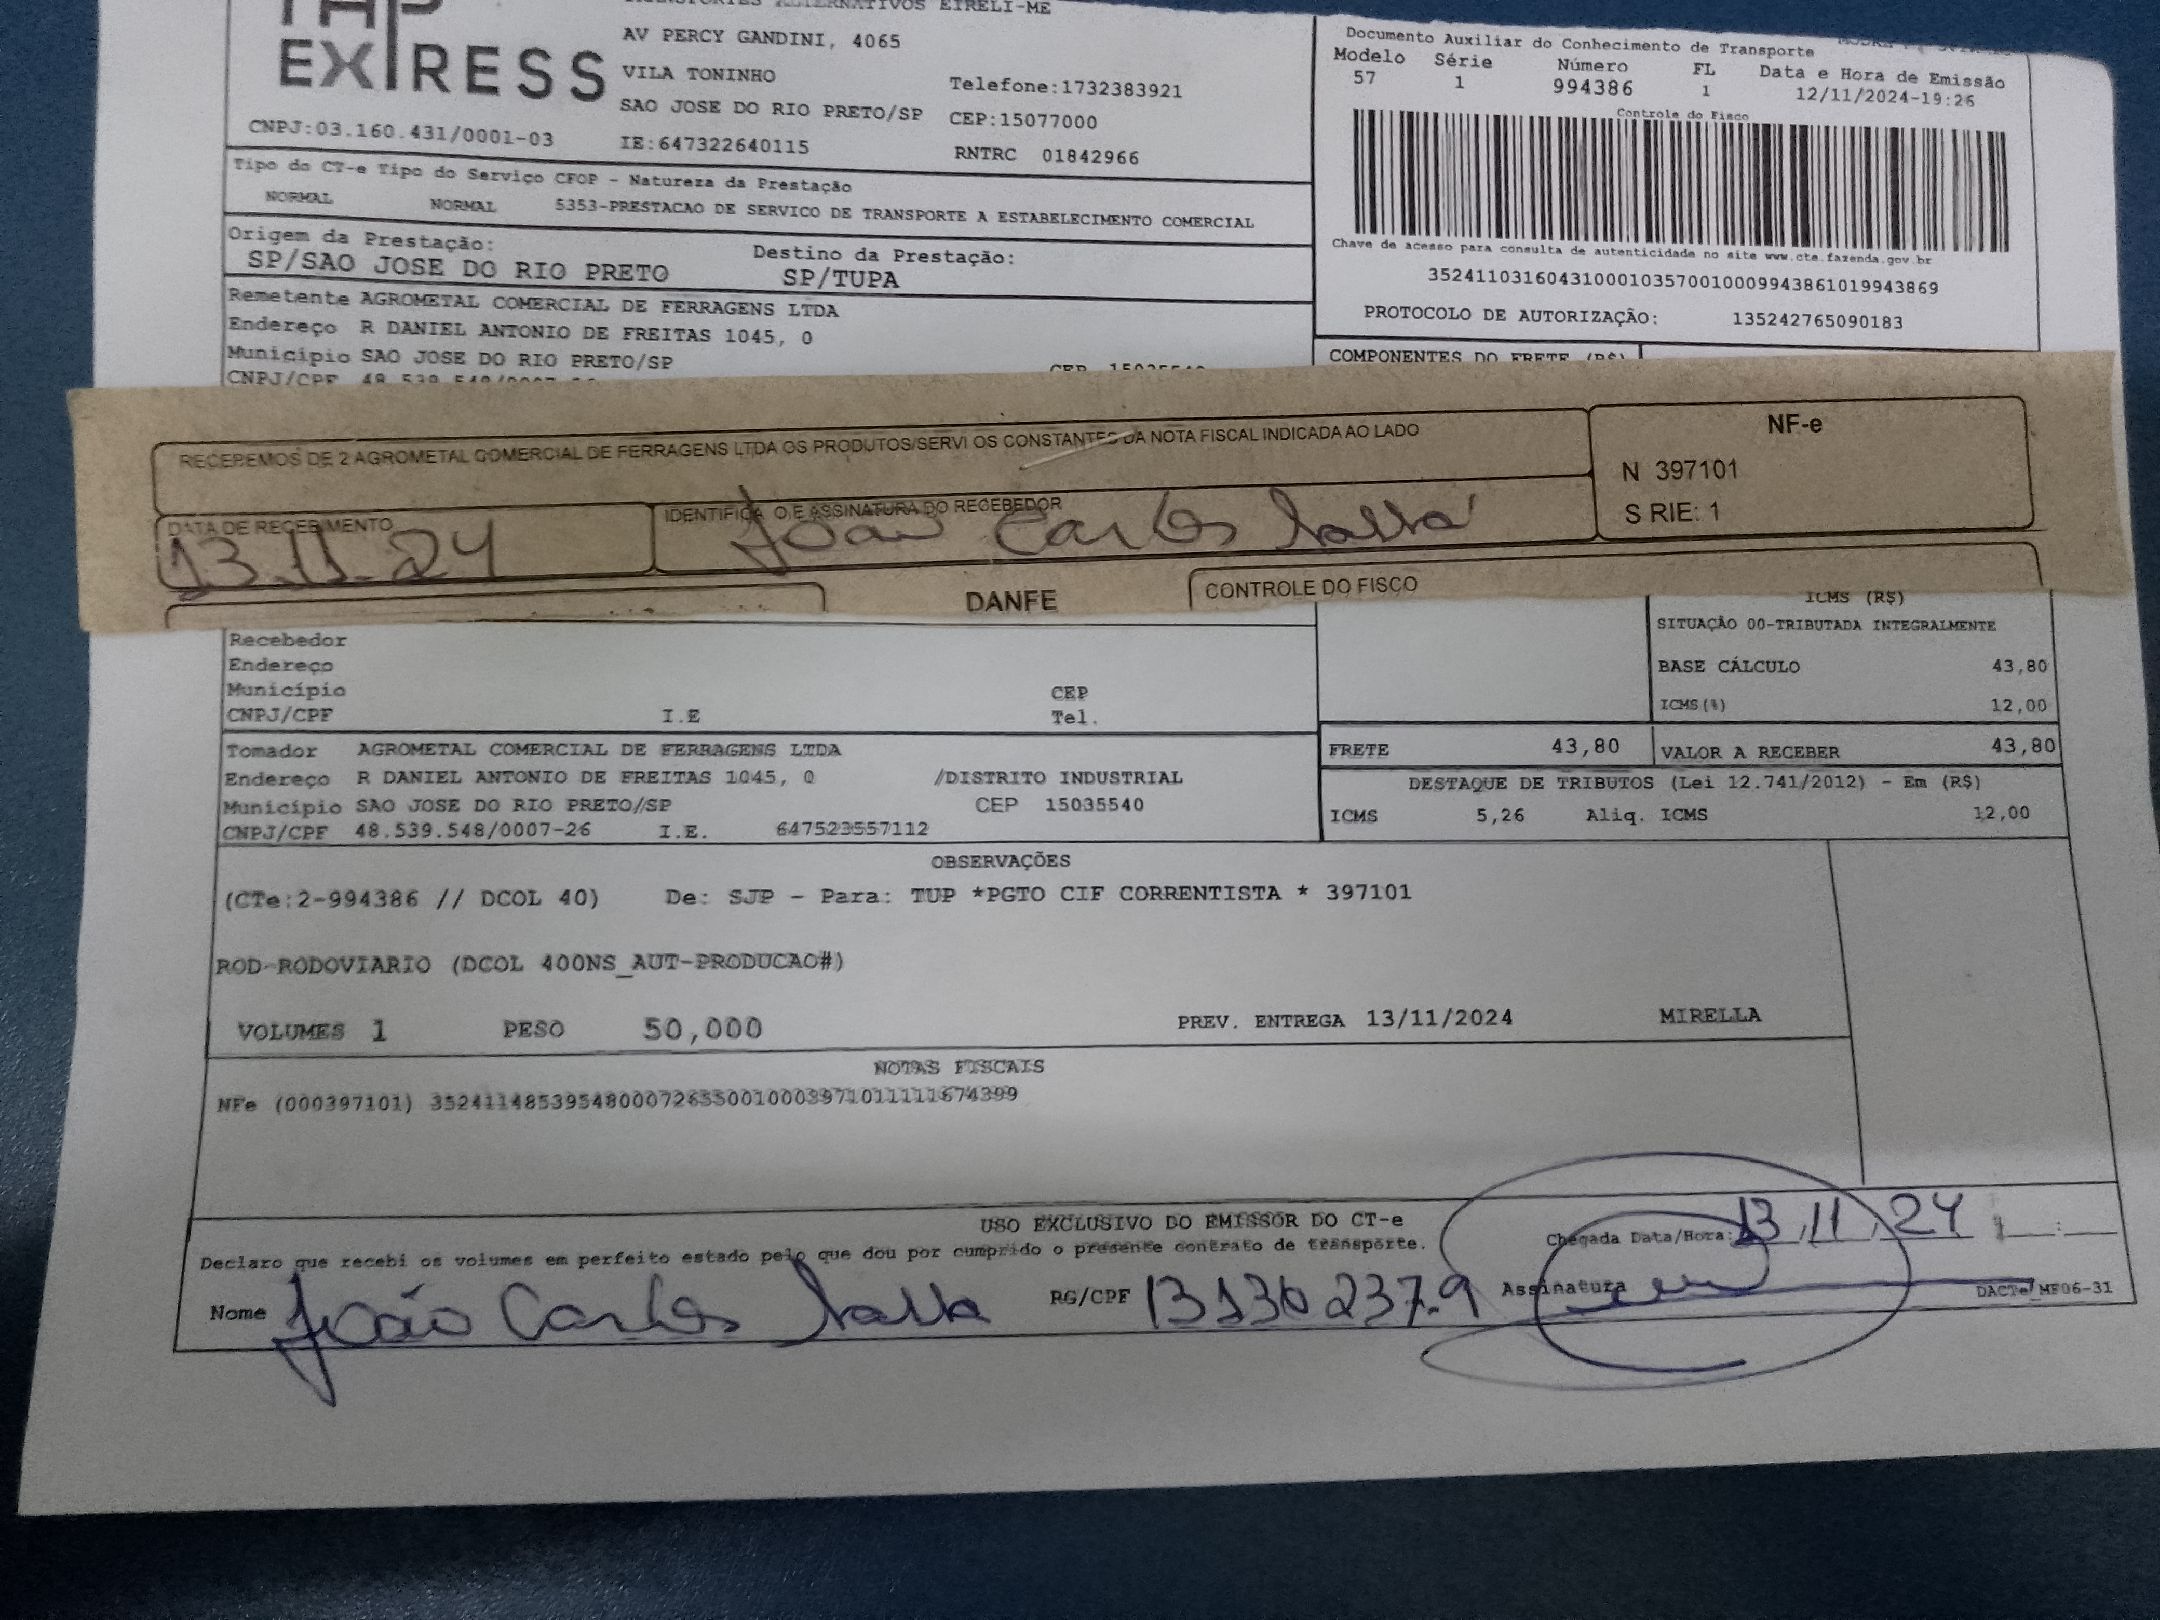 EXPRESS
TRANSPORTES ALTERNATIVOS EIRELI-ME
AV PERCY GANDINI, 4065
VILA TONINHO Telefone:1732383921
SAO JOSE DO RIO PRETO/SP CEP:15077000
CNPJ:03.160.431/0001-03 IE:647322640115 RNTRC 01842966
Documento Auxiliar do Conhecimento de Transporte
Modelo Série Número FL Data e Hora de Emissão
57 1 994386 1 12/11/2024-19:26
Controle do Fisco
Chave de acesso para consulta de autenticidade no site www.cte.fazenda.gov.br
35241103160431000103570010009943861019943869
PROTOCOLO DE AUTORIZAÇÃO: 135242765090183
Tipo do CT-e Tipo do Serviço CFOP - Natureza da Prestação
NORMAL NORMAL 5353-PRESTACAO DE SERVICO DE TRANSPORTE A ESTABELECIMENTO COMERCIAL
Origem da Prestação: Destino da Prestação:
SP/SAO JOSE DO RIO PRETO SP/TUPA
Remetente AGROMETAL COMERCIAL DE FERRAGENS LTDA
Endereço R DANIEL ANTONIO DE FREITAS 1045, 0
Município SAO JOSE DO RIO PRETO/SP
CNPJ/CPF CEP
COMPONENTES DO FRETE (R$)
RECEBEMOS DE 2 AGROMETAL COMERCIAL DE FERRAGENS LTDA OS PRODUTOS/SERVI OS CONSTANTES DA NOTA FISCAL INDICADA AO LADO
NF-e
N 397101
S RIE: 1
DATA DE RECEBIMENTO IDENTIFICA O E ASSINATURA DO RECEBEDOR
13.11.24 João Carlos
DANFE CONTROLE DO FISCO
Recebedor
Endereço
Município CEP
CNPJ/CPF I.E Tel.
ICMS (R$)
SITUAÇÃO 00-TRIBUTADA INTEGRALMENTE
BASE CÁLCULO 43,80
ICMS(%) 12,00
FRETE 43,80 VALOR A RECEBER 43,80
Tomador AGROMETAL COMERCIAL DE FERRAGENS LTDA
Endereço R DANIEL ANTONIO DE FREITAS 1045, 0 /DISTRITO INDUSTRIAL
Município SAO JOSE DO RIO PRETO/SP CEP 15035540
CNPJ/CPF 48.539.548/0007-26 I.E. 647523557112
DESTAQUE DE TRIBUTOS (Lei 12.741/2012) - Em (R$)
ICMS 5,26 Aliq. ICMS 12,00
OBSERVAÇÕES
(CTe:2-994386 // DCOL 40) De: SJP - Para: TUP *PGTO CIF CORRENTISTA * 397101
ROD-RODOVIARIO (DCOL 400NS_AUT-PRODUCAO#)
VOLUMES 1 PESO 50,000 PREV. ENTREGA 13/11/2024 MIRELLA
NOTAS FISCAIS
NFe (000397101) 35241148539548000726550010003971011111674399
USO EXCLUSIVO DO EMISSOR DO CT-e
Declaro que recebi os volumes em perfeito estado pelo que dou por cumprido o presente contrato de transporte.
Chegada Data/Hora: 13.11.24
Nome João Carlos RG/CPF 13130237.9 Assinatura
DACTe_MF06-31